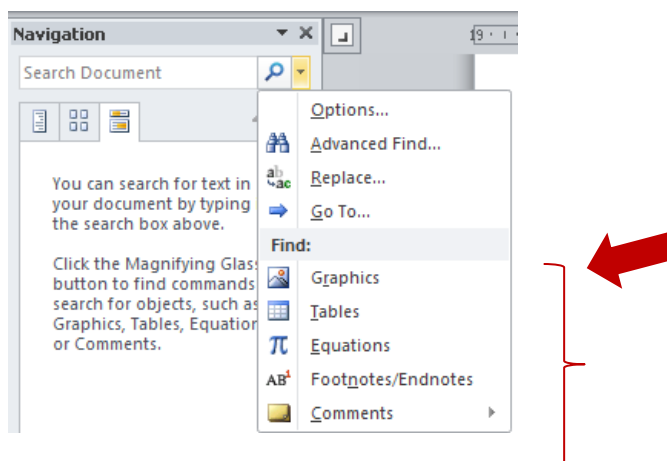 Navigation
19
Search Document
Options...
Advanced Find...
Replace...
Go To...
Find:
Graphics
Tables
Equations
Footnotes/Endnotes
Comments
You can search for text in
your document by typing
the search box above.
Click the Magnifying Glas
button to find commands
search for objects, such as
Graphics, Tables, Equation
or Comments.